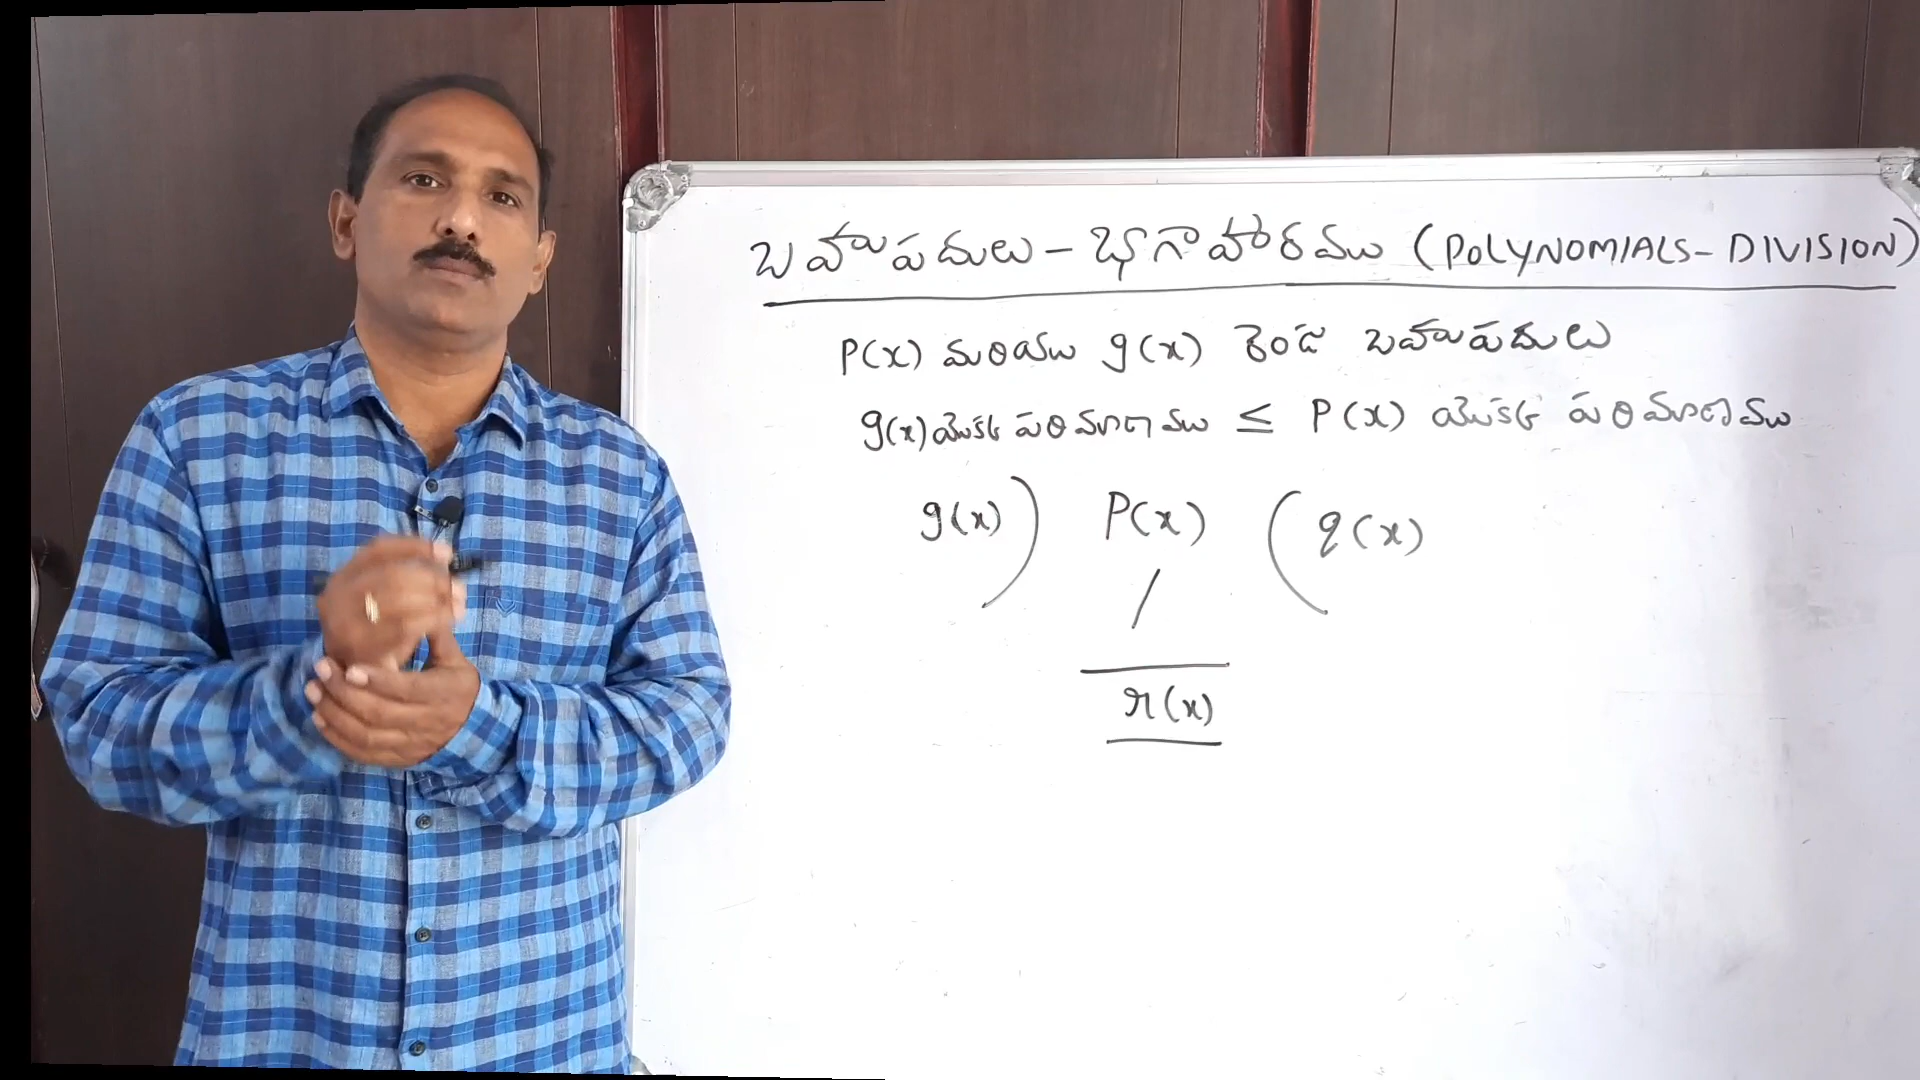 బహుపదులు - భాగాహారము (POLYNOMIALS - DIVISION)
P(x) మరియు g(x) రెండు బహుపదులు
g(x) యొక్క పరిమాణము ≤ P(x) యొక్క పరిమాణము
g(x) ) P(x) ( q(x)
/
r(x)